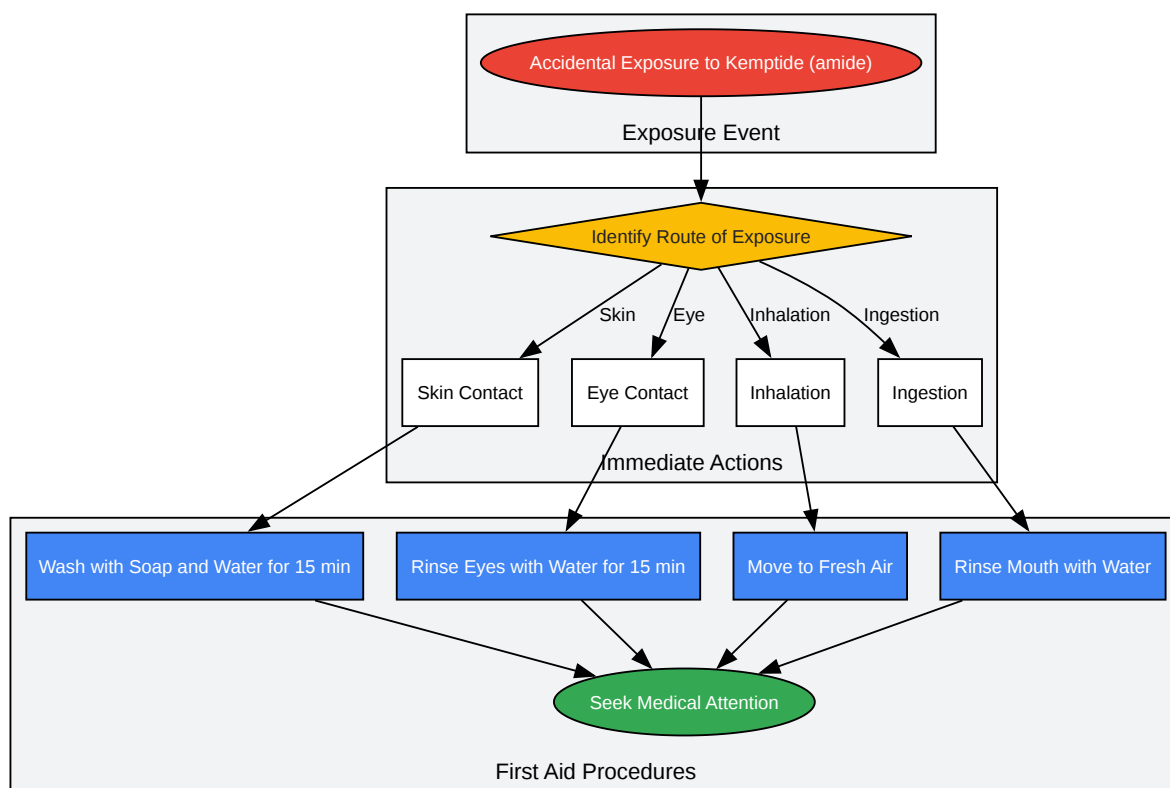 Accidental Exposure to Kemptide (amide)
Exposure Event
Identify Route of Exposure
Skin
Eye
Inhalation
Ingestion
Skin Contact
Eye Contact
Inhalation
Ingestion
Immediate Actions
Wash with Soap and Water for 15 min
Rinse Eyes with Water for 15 min
Move to Fresh Air
Rinse Mouth with Water
Seek Medical Attention
First Aid Procedures